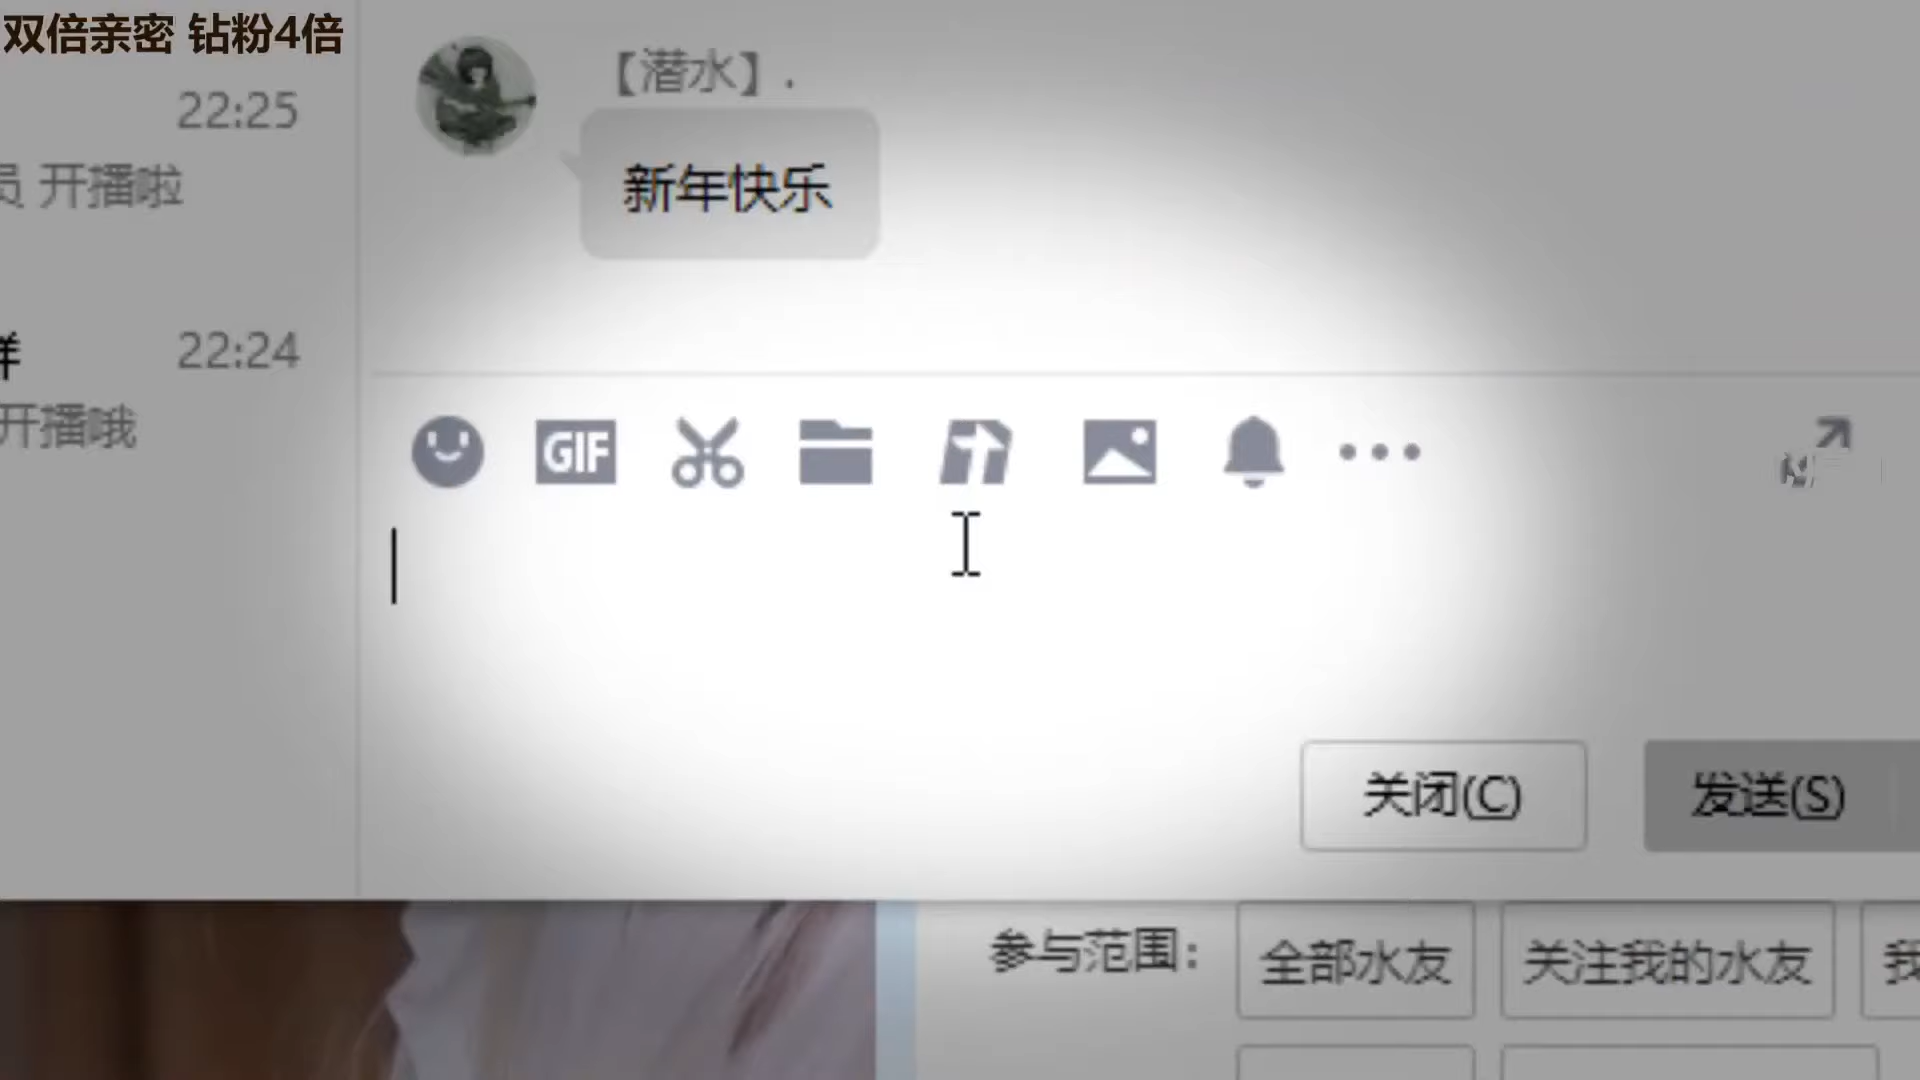 双倍亲密 钻粉4倍
22:25
员 开播啦
22:24
开播哦
【潜水】.
新年快乐
GIF
关闭(C)
发送(S)
参与范围：
全部水友
关注我的水友
我